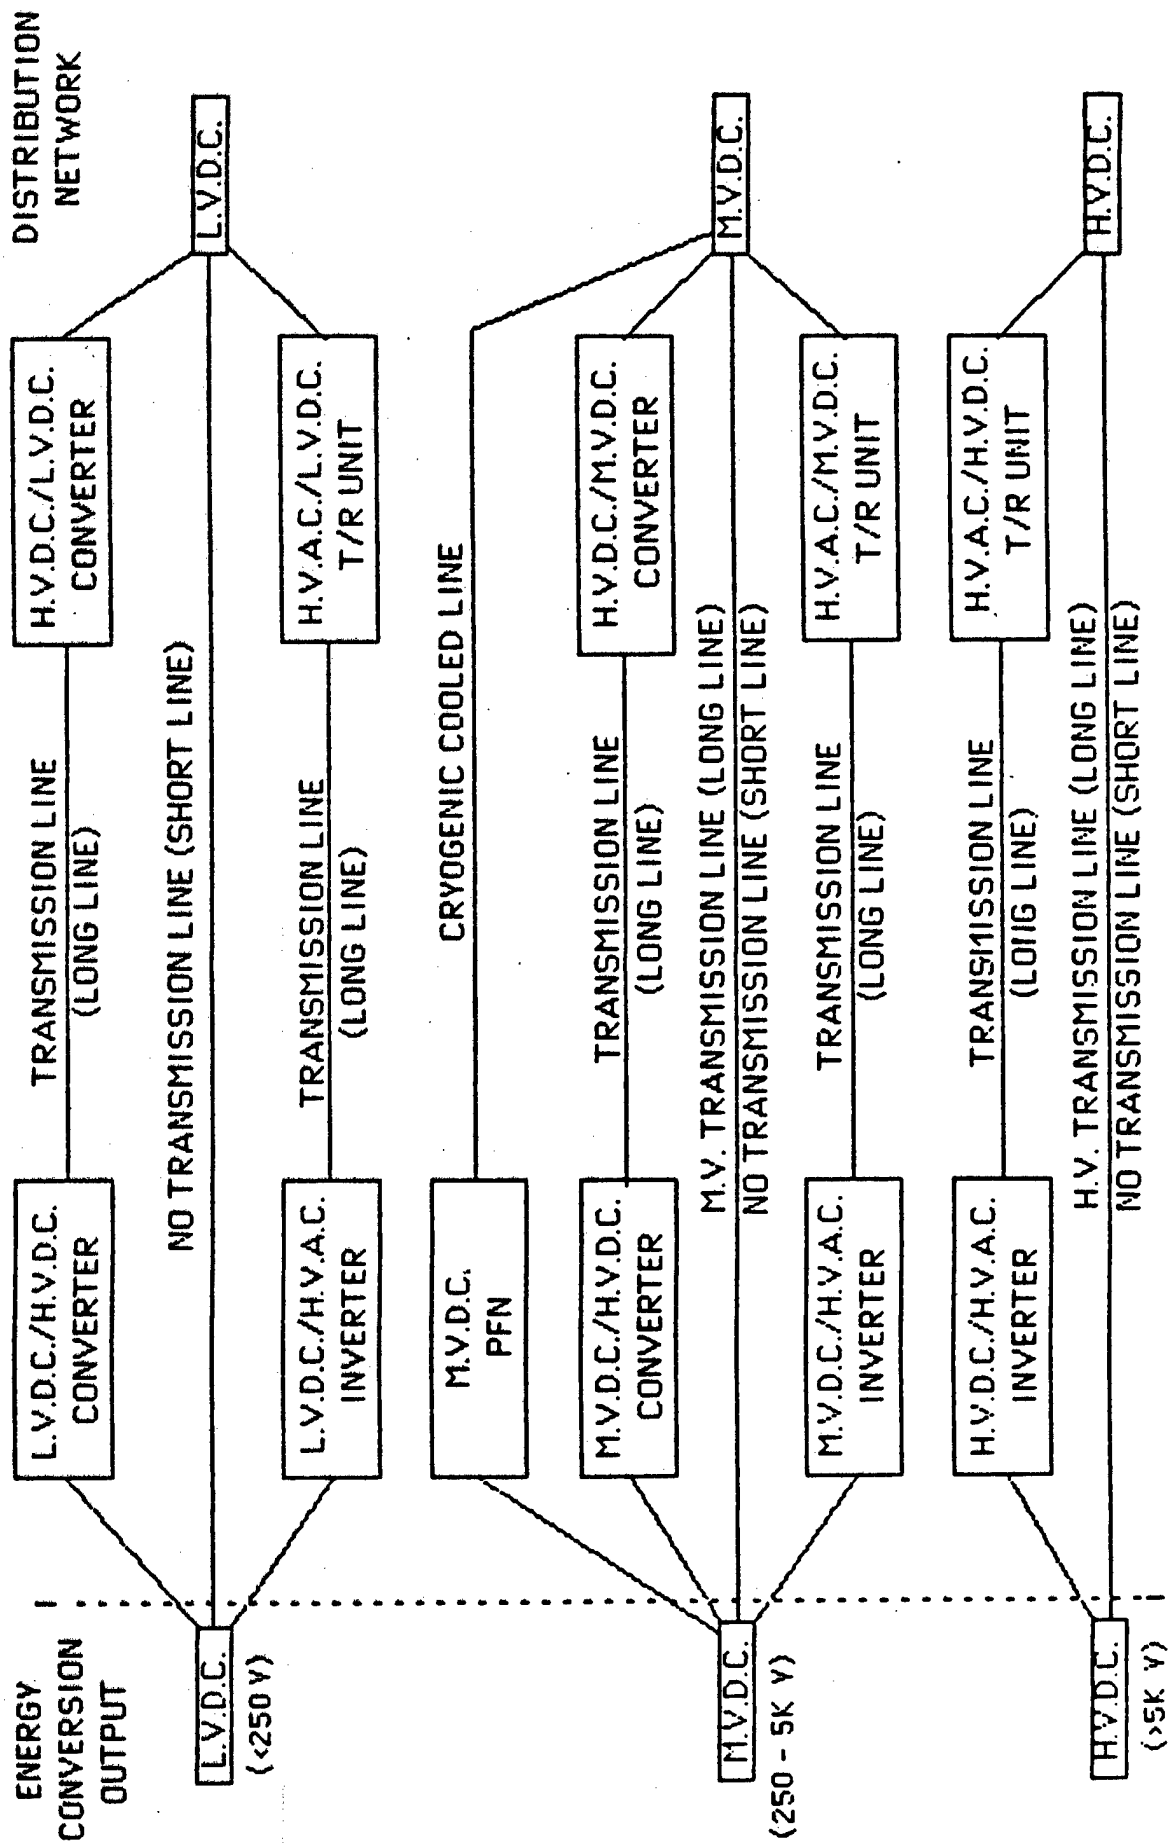 ENERGY
CONVERSION
OUTPUT
DISTRIBUTION
NETWORK
L.V.D.C.
(<250 V)
L.V.D.C./H.V.D.C.
CONVERTER
TRANSMISSION LINE
(LONG LINE)
H.V.D.C./L.V.D.C.
CONVERTER
NO TRANSMISSION LINE (SHORT LINE)
L.V.D.C.
L.V.D.C./H.V.A.C.
INVERTER
TRANSMISSION LINE
(LONG LINE)
H.V.A.C./L.V.D.C.
T/R UNIT
M.V.D.C.
(250 - 5K V)
M.V.D.C.
PFN
CRYOGENIC COOLED LINE
M.V.D.C./H.V.D.C.
CONVERTER
TRANSMISSION LINE
(LONG LINE)
H.V.D.C./M.V.D.C.
CONVERTER
M.V. TRANSMISSION LINE (LONG LINE)
NO TRANSMISSION LINE (SHORT LINE)
M.V.D.C.
M.V.D.C./H.V.A.C.
INVERTER
TRANSMISSION LINE
(LONG LINE)
H.V.A.C./M.V.D.C.
T/R UNIT
H.V.D.C./H.V.A.C.
INVERTER
TRANSMISSION LINE
(LONG LINE)
H.V.A.C./H.V.D.C.
T/R UNIT
H.V.D.C.
(>5K V)
H.V. TRANSMISSION LINE (LONG LINE)
NO TRANSMISSION LINE (SHORT LINE)
H.V.D.C.